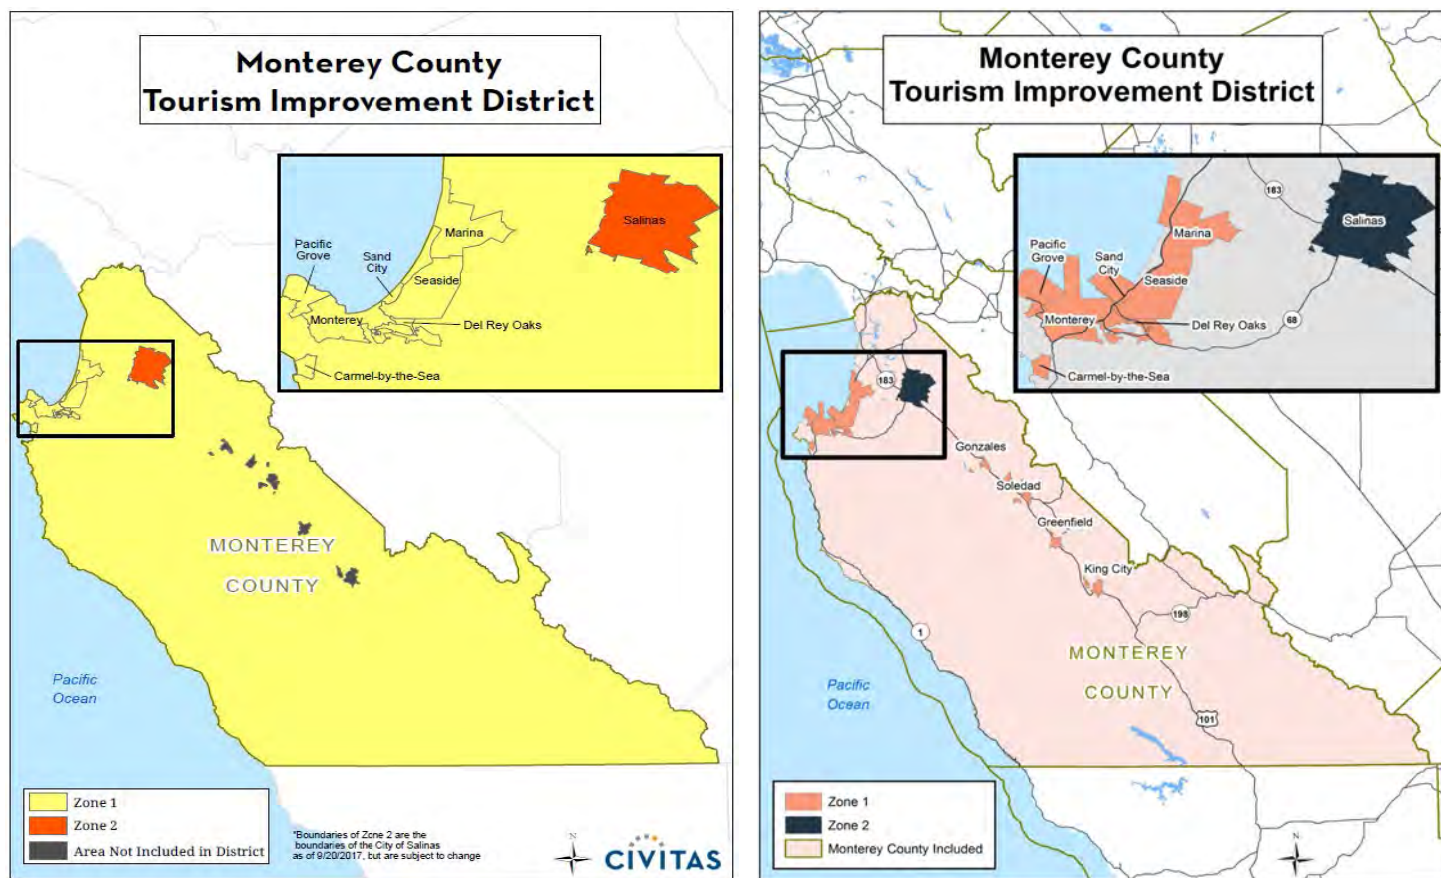 Monterey County
Tourism Improvement District
Salinas
Marina
Pacific
Grove
Sand
City
Seaside
Monterey
Del Rey Oaks
Carmel-by-the-Sea
MONTEREY
COUNTY
Pacific
Ocean
Zone 1
Zone 2
Area Not Included in District
*Boundaries of Zone 2 are the
boundaries of the City of Salinas
as of 9/20/2017, but are subject to change
N
CIVITAS
Monterey County
Tourism Improvement District
183
Salinas
Marina
Pacific
Grove
Sand
City
Seaside
Monterey
Del Rey Oaks
68
Carmel-by-the-Sea
183
Gonzales
Soledad
Greenfield
King City
198
1
MONTEREY
COUNTY
Pacific
Ocean
101
Zone 1
Zone 2
Monterey County Included
N